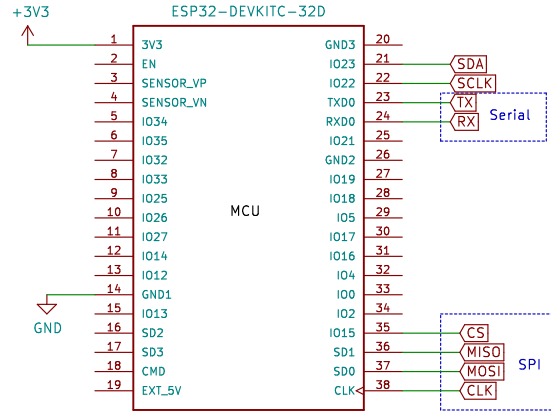 +3V3
ESP32-DEVKITC-32D
1 3V3 GND3 20
2 EN IO23 21 SDA
3 SENSOR_VP IO22 22 SCLK
4 SENSOR_VN TXD0 23 TX
5 IO34 RXD0 24 RX
Serial
6 IO35 IO21 25
7 IO32 GND2 26
8 IO33 IO19 27
9 IO25 IO18 28
10 IO26 IO5 29
MCU
11 IO27 IO17 30
12 IO14 IO16 31
13 IO12 IO4 32
14 GND1 IO0 33
GND
15 IO13 IO2 34
16 SD2 IO15 35 CS
17 SD3 SD1 36 MISO
18 CMD SD0 37 MOSI
SPI
19 EXT_5V CLK 38 CLK